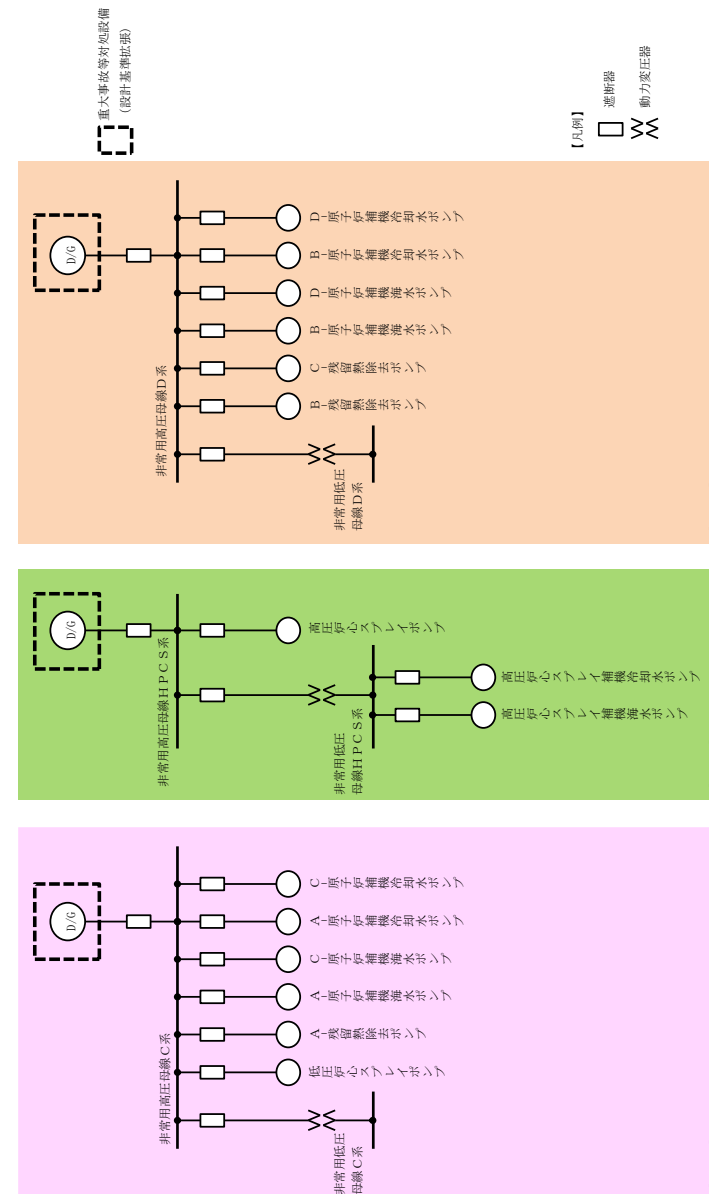 重大事故等対処設備
（設計基準拡張）
【凡例】
遮断器
動力変圧器
D/G
非常用高圧母線Ｃ系
低圧炉心スプレイポンプ
Ａ－残留熱除去ポンプ
Ａ－原子炉補機海水ポンプ
Ｃ－原子炉補機海水ポンプ
Ａ－原子炉補機冷却水ポンプ
Ｃ－原子炉補機冷却水ポンプ
非常用低圧
母線Ｃ系
D/G
非常用高圧母線ＨＰＣＳ系
高圧炉心スプレイポンプ
非常用低圧
母線ＨＰＣＳ系
高圧炉心スプレイ補機海水ポンプ
高圧炉心スプレイ補機冷却水ポンプ
D/G
非常用高圧母線Ｄ系
Ｂ－残留熱除去ポンプ
Ｃ－残留熱除去ポンプ
Ｂ－原子炉補機海水ポンプ
Ｄ－原子炉補機海水ポンプ
Ｂ－原子炉補機冷却水ポンプ
Ｄ－原子炉補機冷却水ポンプ
非常用低圧
母線Ｄ系